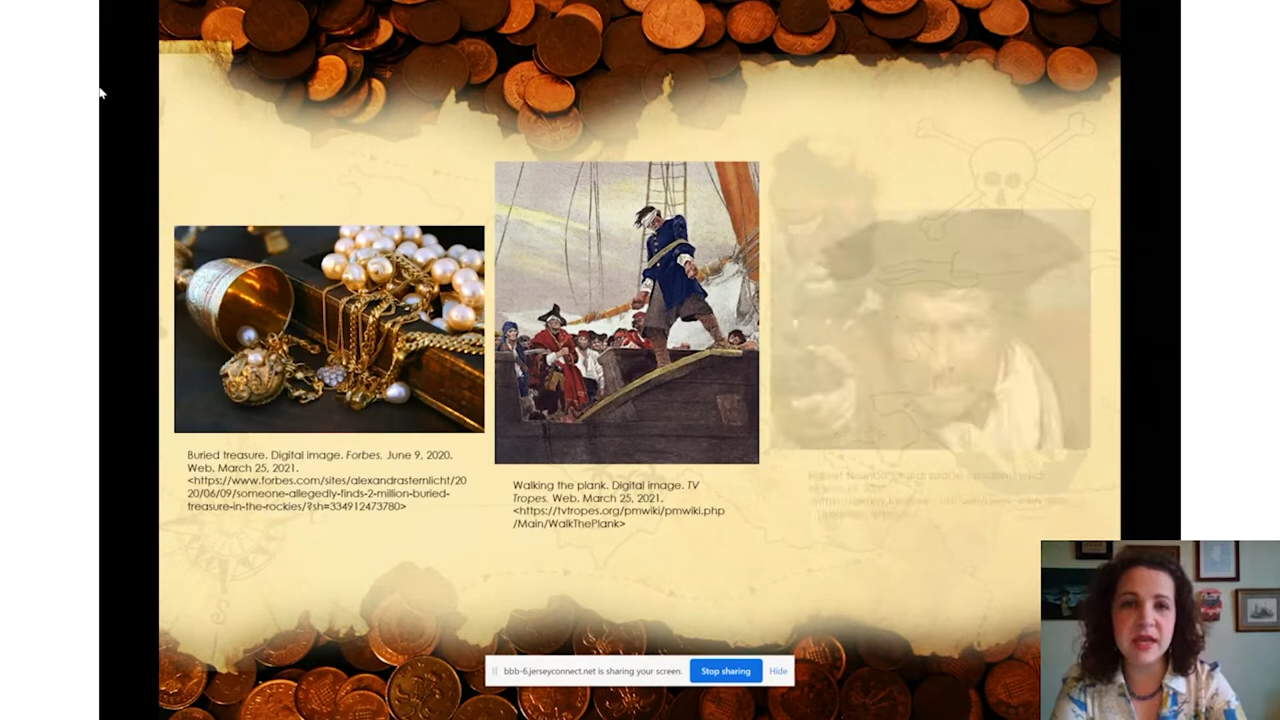 Buried treasure. Digital image. Forbes. June 9, 2020.
Web, March 25, 2021.
<https://www.forbes.com/sites/alexandrasternlicht/20
20/06/09/someone-allegedly-finds-2-million-buried-
treasure-in-the-rockies/?sh=334912473780>
Walking the plank. Digital image. TV
Tropes. Web. March 25, 2021.
<https://tvtropes.org/pmwiki/pmwiki.php
/Main/WalkThePlank>
bbb-6.jerseyconnect.net is sharing your screen.
Stop sharing
Hide